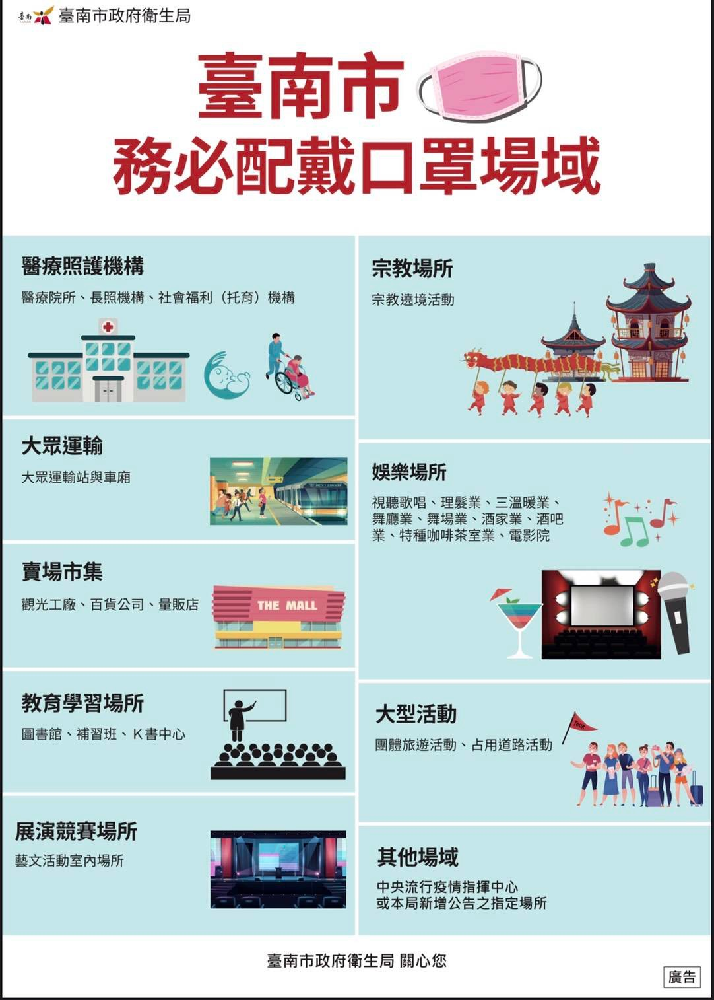 臺南
TAINAN
臺南市政府衛生局
臺南市
務必配戴口罩場域
醫療照護機構
醫療院所、長照機構、社會福利（托育）機構
大眾運輸
大眾運輸站與車廂
NEXT STATION
賣場市集
觀光工廠、百貨公司、量販店
THE MALL
教育學習場所
圖書館、補習班、K書中心
展演競賽場所
藝文活動室內場所
宗教場所
宗教遶境活動
娛樂場所
視聽歌唱、理髮業、三溫暖業、
舞廳業、舞場業、酒家業、酒吧
業、特種咖啡茶室業、電影院
大型活動
團體旅遊活動、占用道路活動
TOUR
其他場域
中央流行疫情指揮中心
或本局新增公告之指定場所
臺南市政府衛生局 關心您
廣告